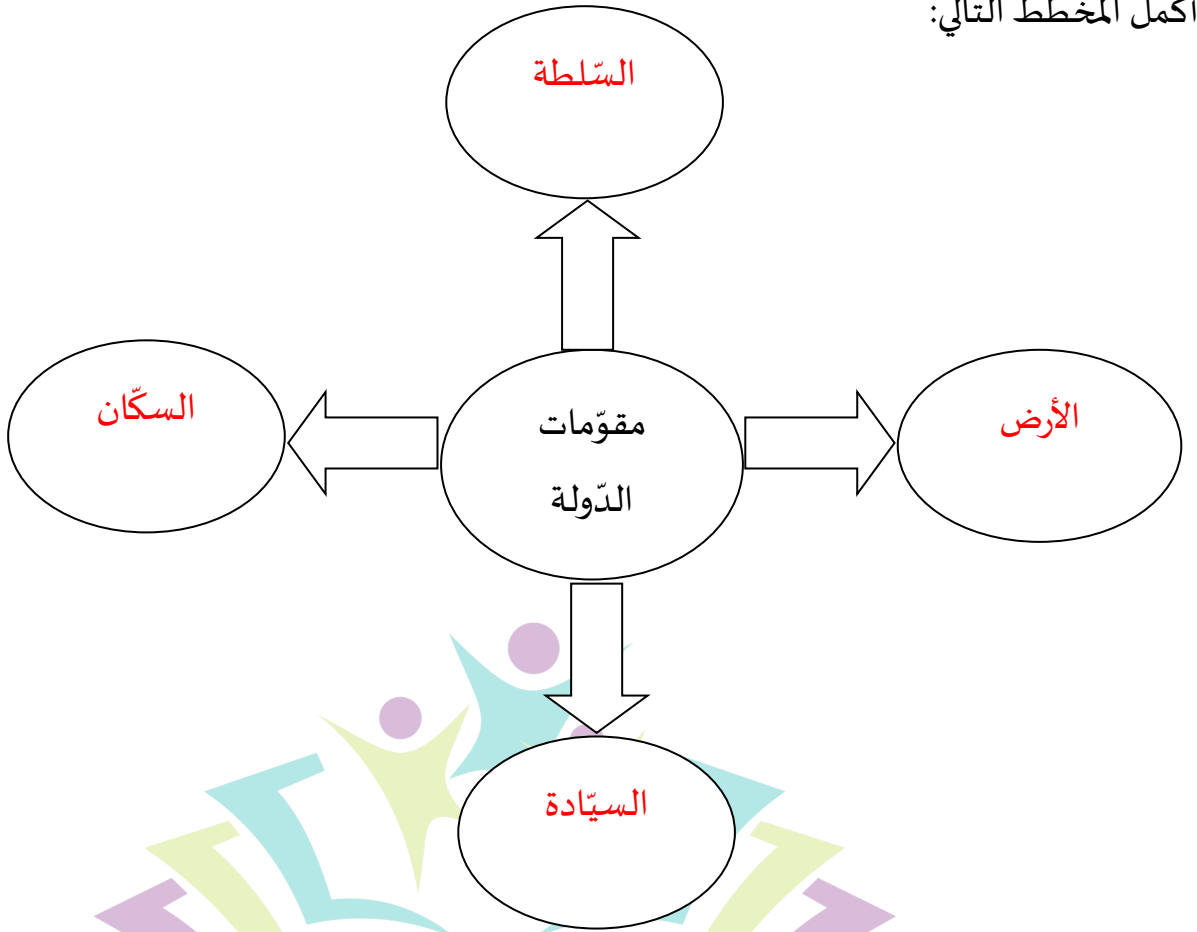 أكمل المخطط التالي:
السّلطة
السكّان
مقوّمات
الدّولة
الأرض
السيّادة